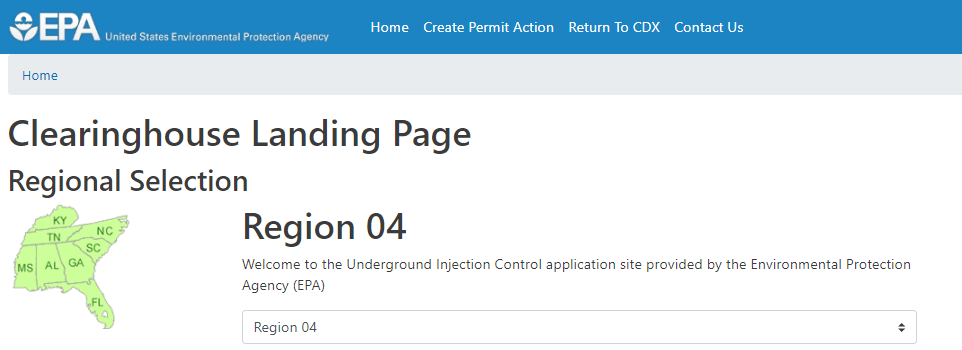 EPA United States Environmental Protection Agency Home Create Permit Action Return To CDX Contact Us
Home
Clearinghouse Landing Page
Regional Selection
KY
TN NC
SC
MS AL GA
FL
Region 04
Welcome to the Underground Injection Control application site provided by the Environmental Protection
Agency (EPA)
Region 04